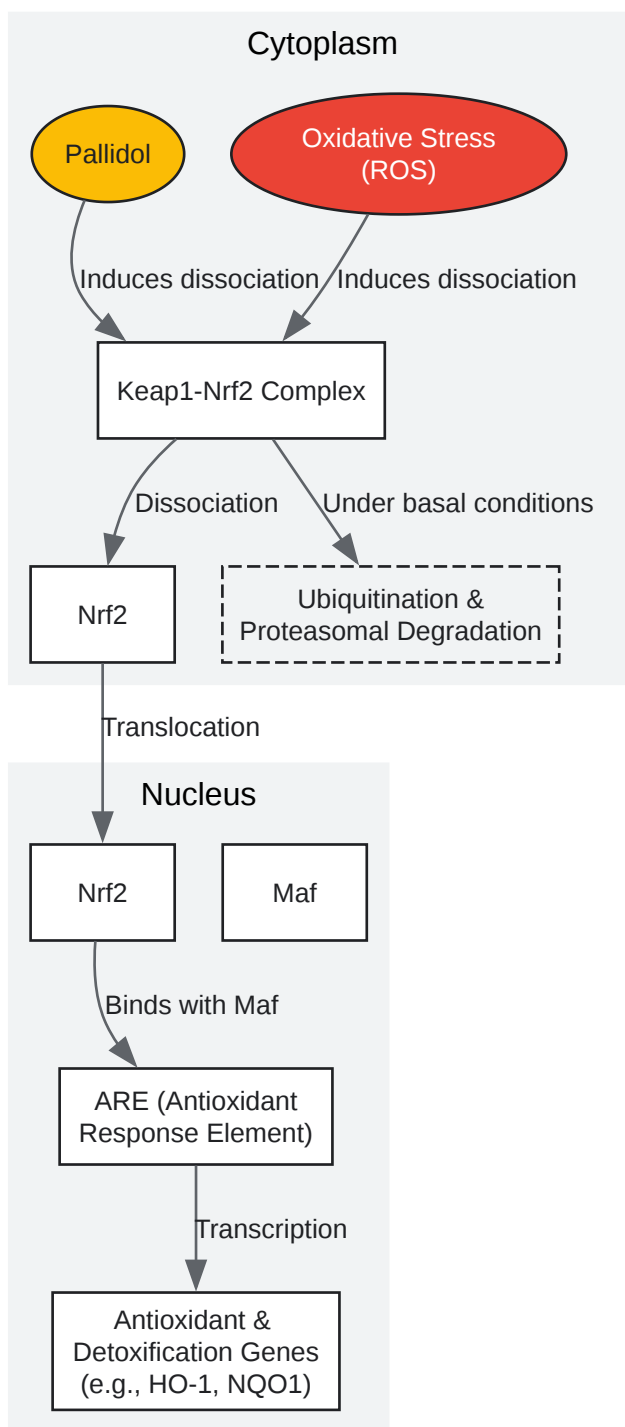 Cytoplasm
Pallidol
Oxidative Stress
(ROS)
Induces dissociation
Induces dissociation
Keap1-Nrf2 Complex
Dissociation
Under basal conditions
Nrf2
Ubiquitination &
Proteasomal Degradation
Translocation
Nucleus
Nrf2
Maf
Binds with Maf
ARE (Antioxidant
Response Element)
Transcription
Antioxidant &
Detoxification Genes
(e.g., HO-1, NQO1)